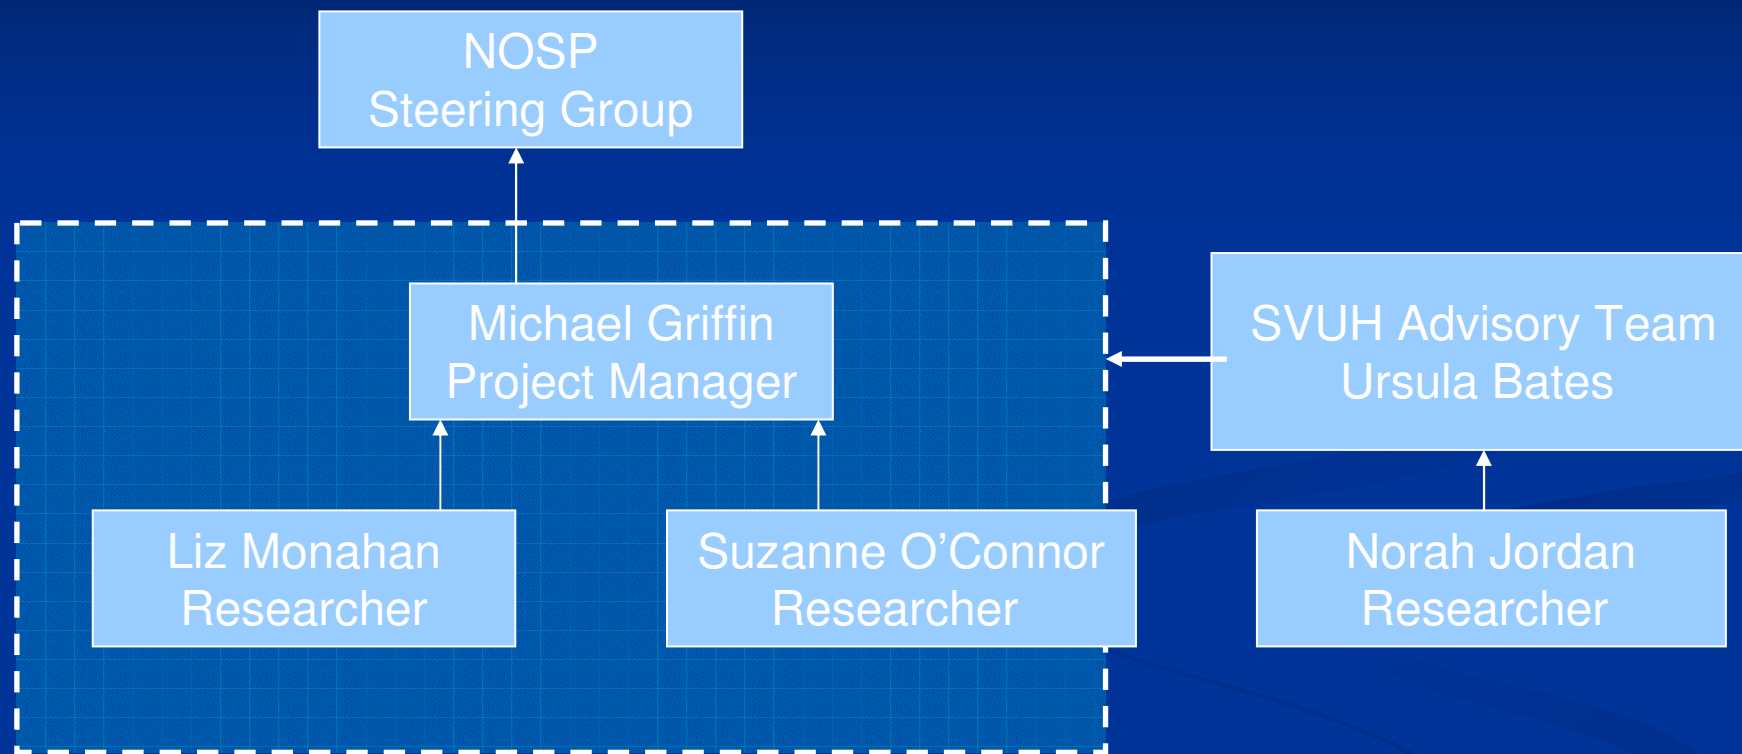 NOSP
Steering Group
Michael Griffin
Project Manager
SVUH Advisory Team
Ursula Bates
Liz Monahan
Researcher
Suzanne O’Connor
Researcher
Norah Jordan
Researcher